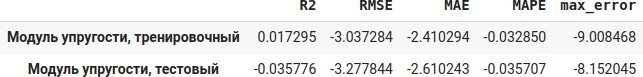 R2 RMSE MAE MAPE max_error
Модуль упругости, тренировочный 0.017295 -3.037284 -2.410294 -0.032850 -9.008468
Модуль упругости, тестовый -0.035776 -3.277844 -2.610243 -0.035707 -8.152045